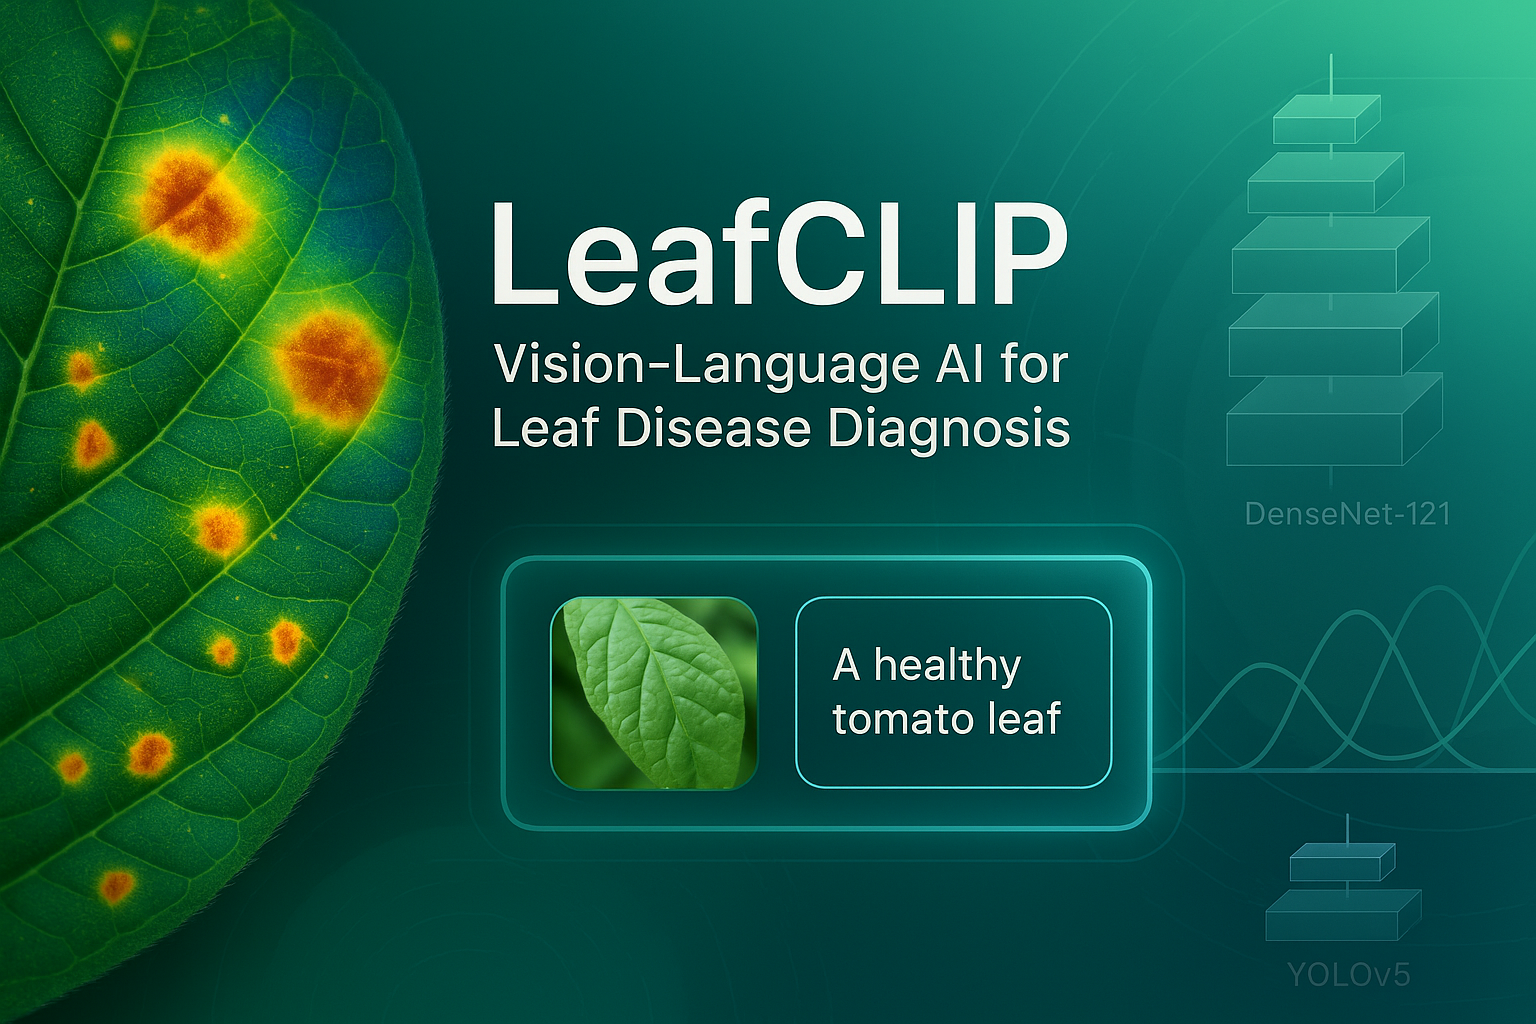 LeafCLIP
Vision-Language AI for
Leaf Disease Diagnosis
A healthy
tomato leaf
DenseNet-121
YOLOv5